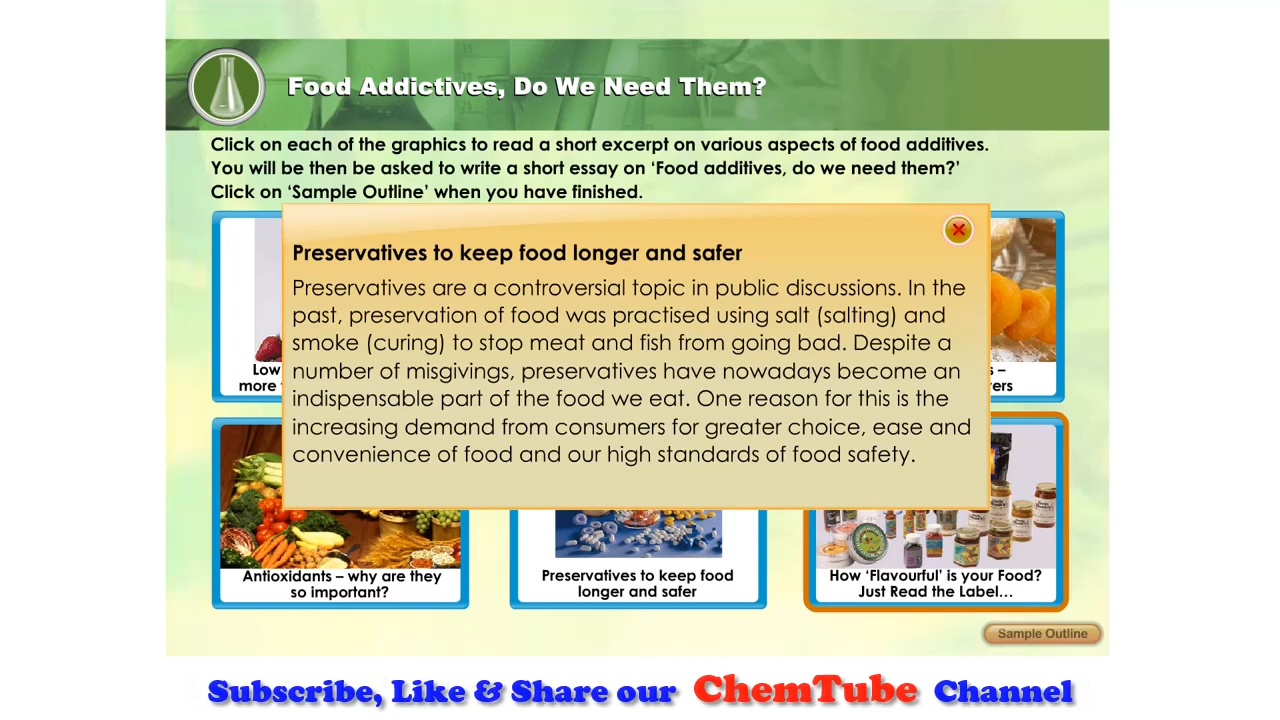 Food Addictives, Do We Need Them?
Click on each of the graphics to read a short excerpt on various aspects of food additives.
You will be then be asked to write a short essay on ‘Food additives, do we need them?’
Click on ‘Sample Outline’ when you have finished.
Preservatives to keep food longer and safer
Preservatives are a controversial topic in public discussions. In the
past, preservation of food was practised using salt (salting) and
smoke (curing) to stop meat and fish from going bad. Despite a
number of misgivings, preservatives have nowadays become an
indispensable part of the food we eat. One reason for this is the
increasing demand from consumers for greater choice, ease and
convenience of food and our high standards of food safety.
Low
more
Antioxidants – why are they
so important?
Preservatives to keep food
longer and safer
How ‘Flavourful’ is your Food?
Just Read the Label...
Sample Outline
Subscribe, Like & Share our ChemTube Channel